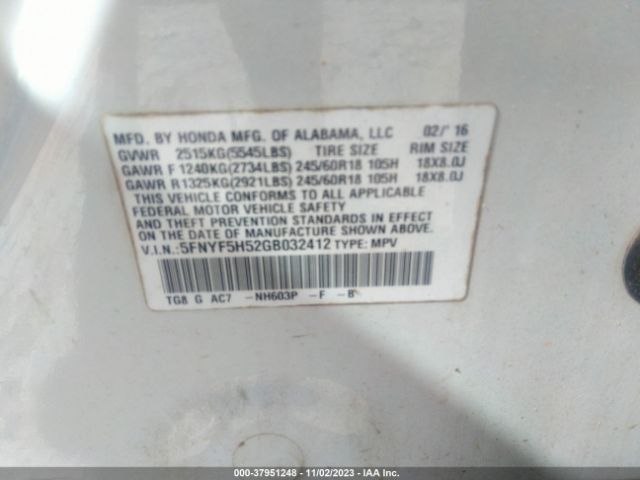 MFD. BY HONDA MFG. OF ALABAMA, LLC 02/'16
GVWR 2515KG(5545LBS) TIRE SIZE RIM SIZE
GAWR F 1240KG(2734LBS) 245/60R18 105H 18X8.0J
GAWR R1325KG(2921LBS) 245/60R18 105H 18X8.0J
THIS VEHICLE CONFORMS TO ALL APPLICABLE
FEDERAL MOTOR VEHICLE SAFETY
AND THEFT PREVENTION STANDARDS IN EFFECT
ON THE DATE OF MANUFACTURE SHOWN ABOVE.
V.I.N.:5FNYF5H52GB032412 TYPE: MPV
TG8 G AC7 -NH603P -F -B
000-37951248 - 11/02/2023 - IAA Inc.